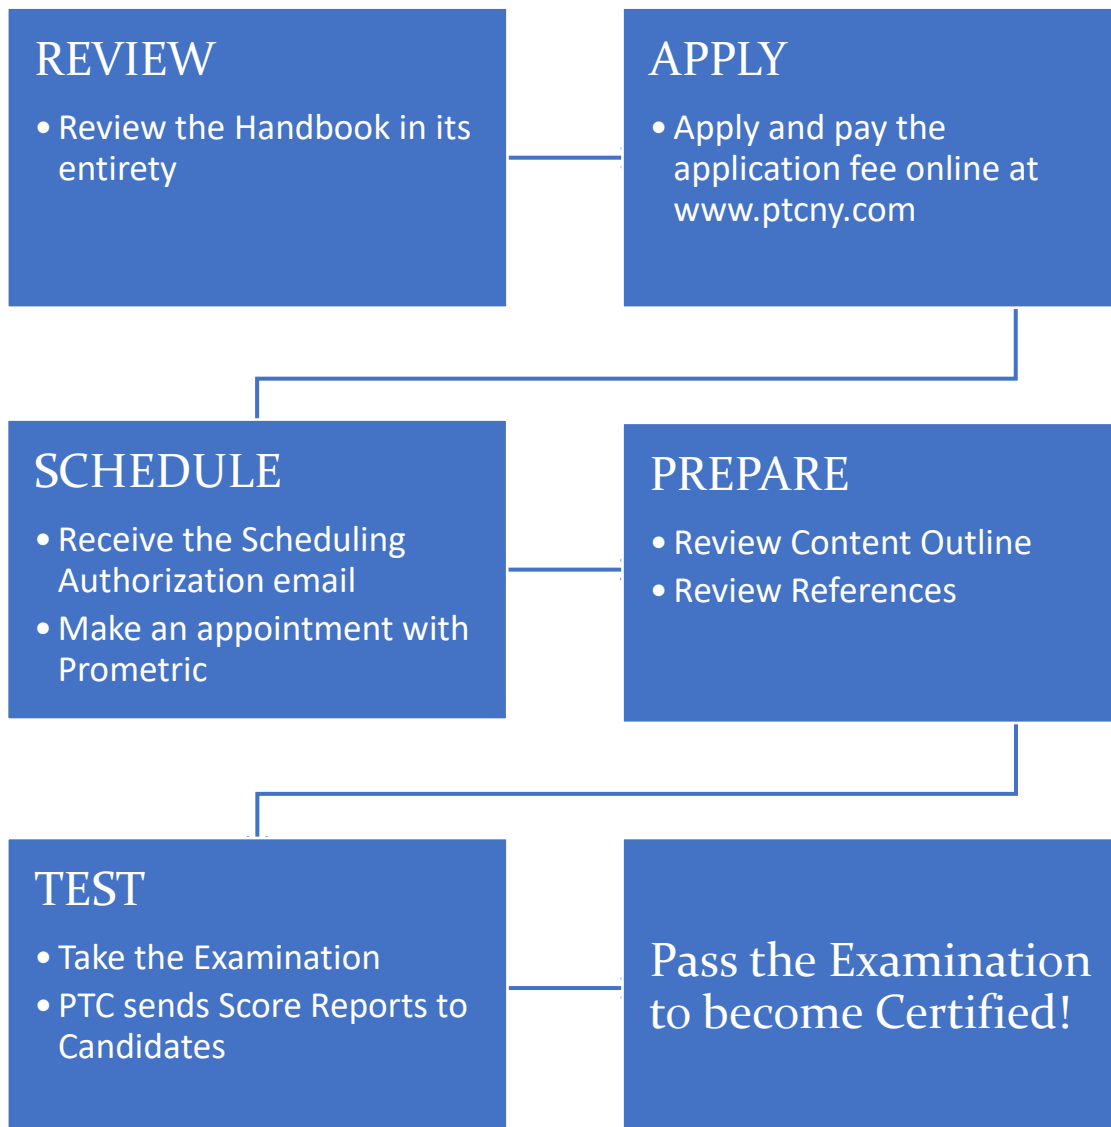 REVIEW
• Review the Handbook in its
entirety
APPLY
• Apply and pay the
application fee online at
www.ptcny.com
SCHEDULE
• Receive the Scheduling
Authorization email
• Make an appointment with
Prometric
PREPARE
• Review Content Outline
• Review References
TEST
• Take the Examination
• PTC sends Score Reports to
Candidates
Pass the Examination
to become Certified!